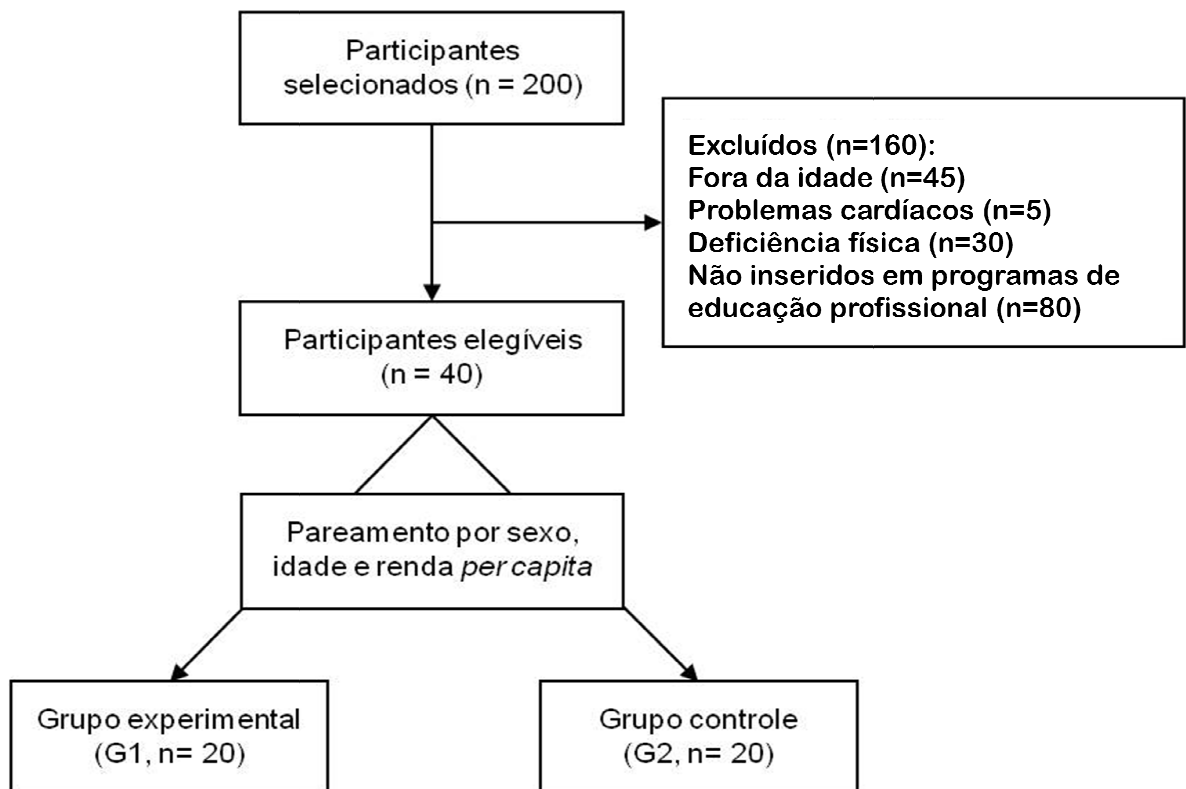 Participantes
selecionados (n = 200)
Excluídos (n=160):
Fora da idade (n=45)
Problemas cardíacos (n=5)
Deficiência física (n=30)
Não inseridos em programas de
educação profissional (n=80)
Participantes elegíveis
(n = 40)
Pareamento por sexo,
idade e renda per capita
Grupo experimental
(G1, n= 20)
Grupo controle
(G2, n= 20)